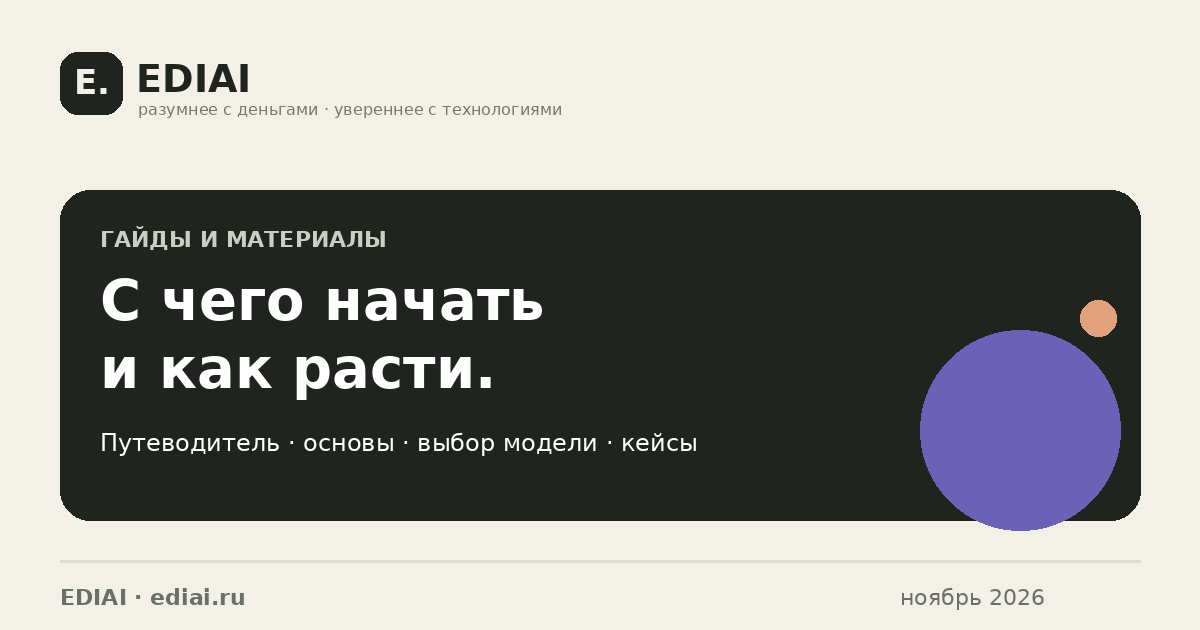 E.
EDIAI
разумнее с деньгами · увереннее с технологиями
ГАЙДЫ И МАТЕРИАЛЫ
С чего начать
и как расти.
Путеводитель · основы · выбор модели · кейсы
EDIAI · ediai.ru
ноябрь 2026